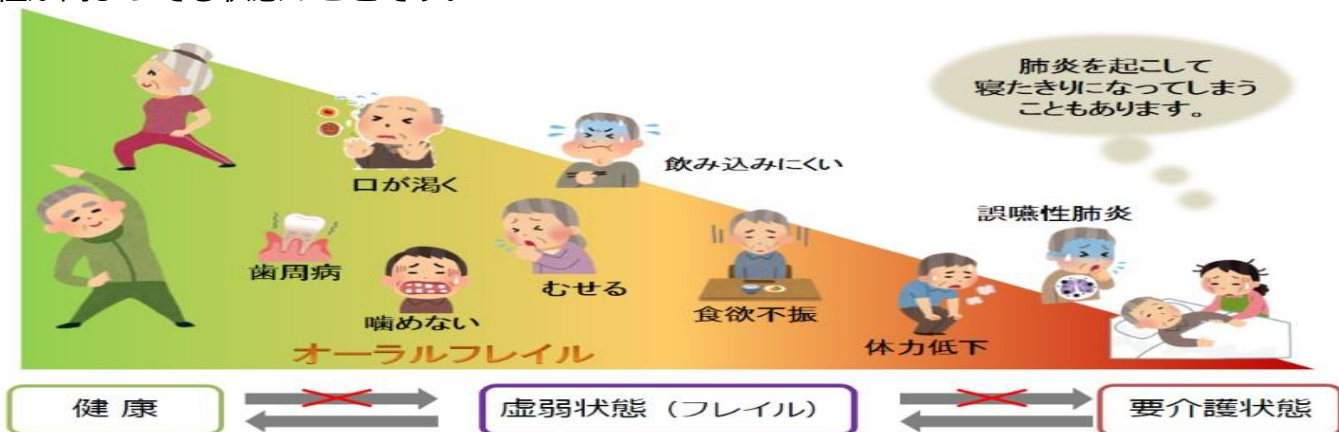 肺炎を起こして
寝たきりになってしまう
こともあります。
口が渇く
飲み込みにくい
誤嚥性肺炎
歯周病
噛めない
むせる
食欲不振
体力低下
オーラルフレイル
健康
虚弱状態（フレイル）
要介護状態